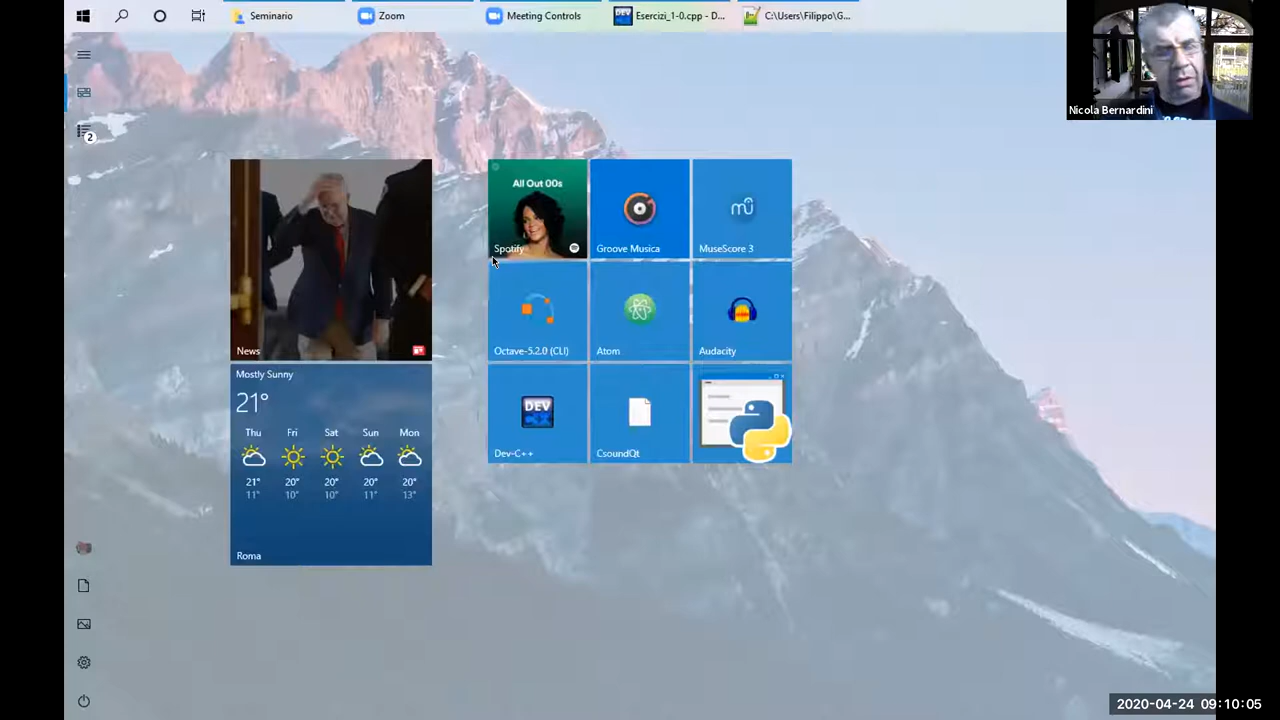 Seminario
Zoom
Meeting Controls
Esercizi_1-0.cpp - D...
C:\Users\Filippo\G...
Nicola Bernardini
2
All Out 00s
Spotify
Groove Musica
MuseScore 3
News
Octave-5.2.0 (CLI)
Atom
Audacity
Mostly Sunny
21°
Thu Fri Sat Sun Mon
21° 20° 20° 20° 20°
11° 10° 10° 11° 13°
Roma
DEV
Dev-C++
CsoundQt
2020-04-24 09:10:05